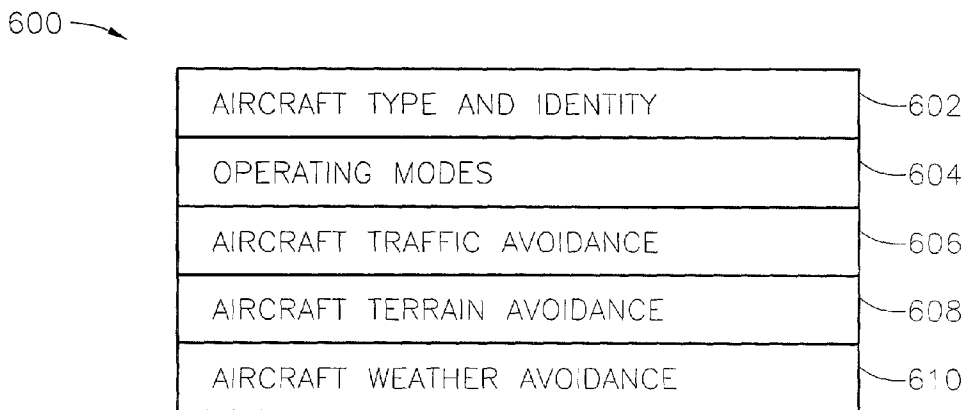 600
AIRCRAFT TYPE AND IDENTITY 602
OPERATING MODES 604
AIRCRAFT TRAFFIC AVOIDANCE 606
AIRCRAFT TERRAIN AVOIDANCE 608
AIRCRAFT WEATHER AVOIDANCE 610